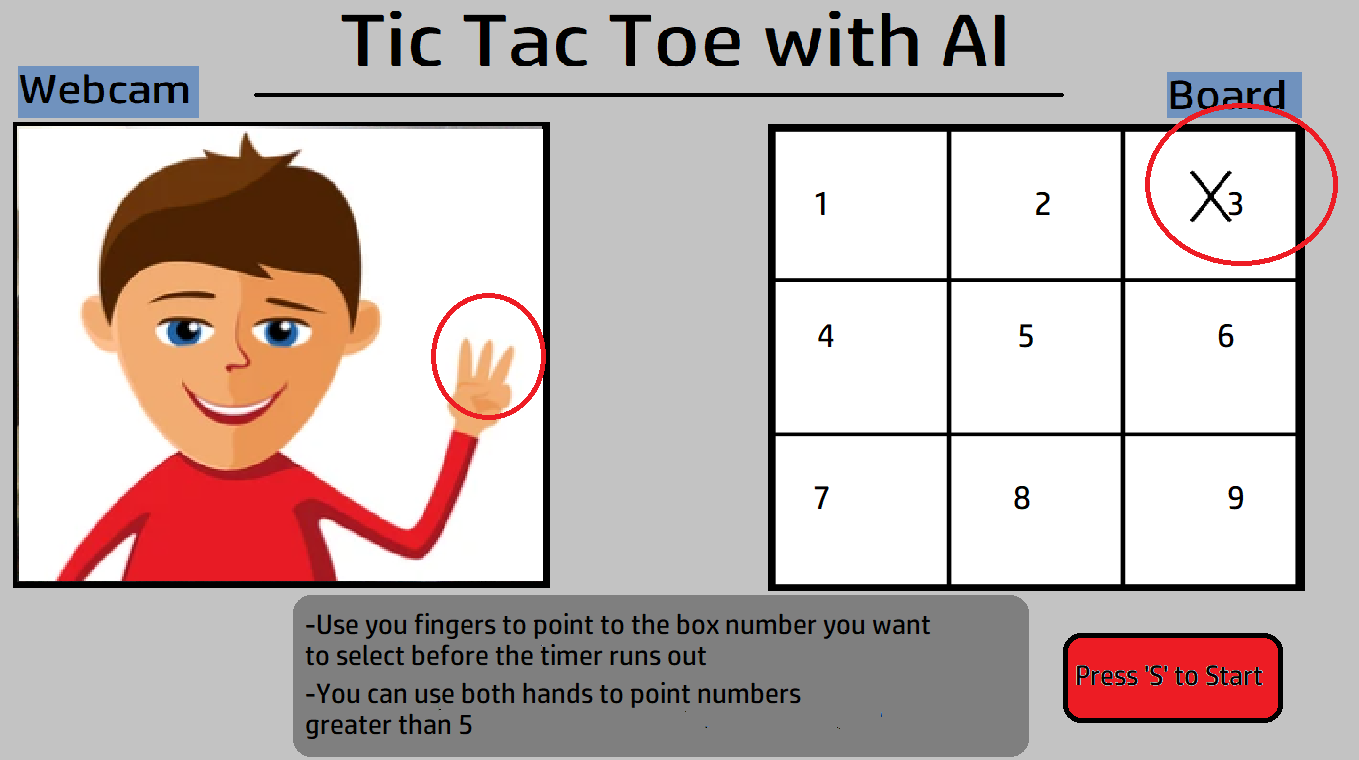 Tic Tac Toe with AI
Webcam
Board
1 2 X3
4 5 6
7 8 9
-Use you fingers to point to the box number you want
to select before the timer runs out
-You can use both hands to point numbers
greater than 5
Press 'S' to Start